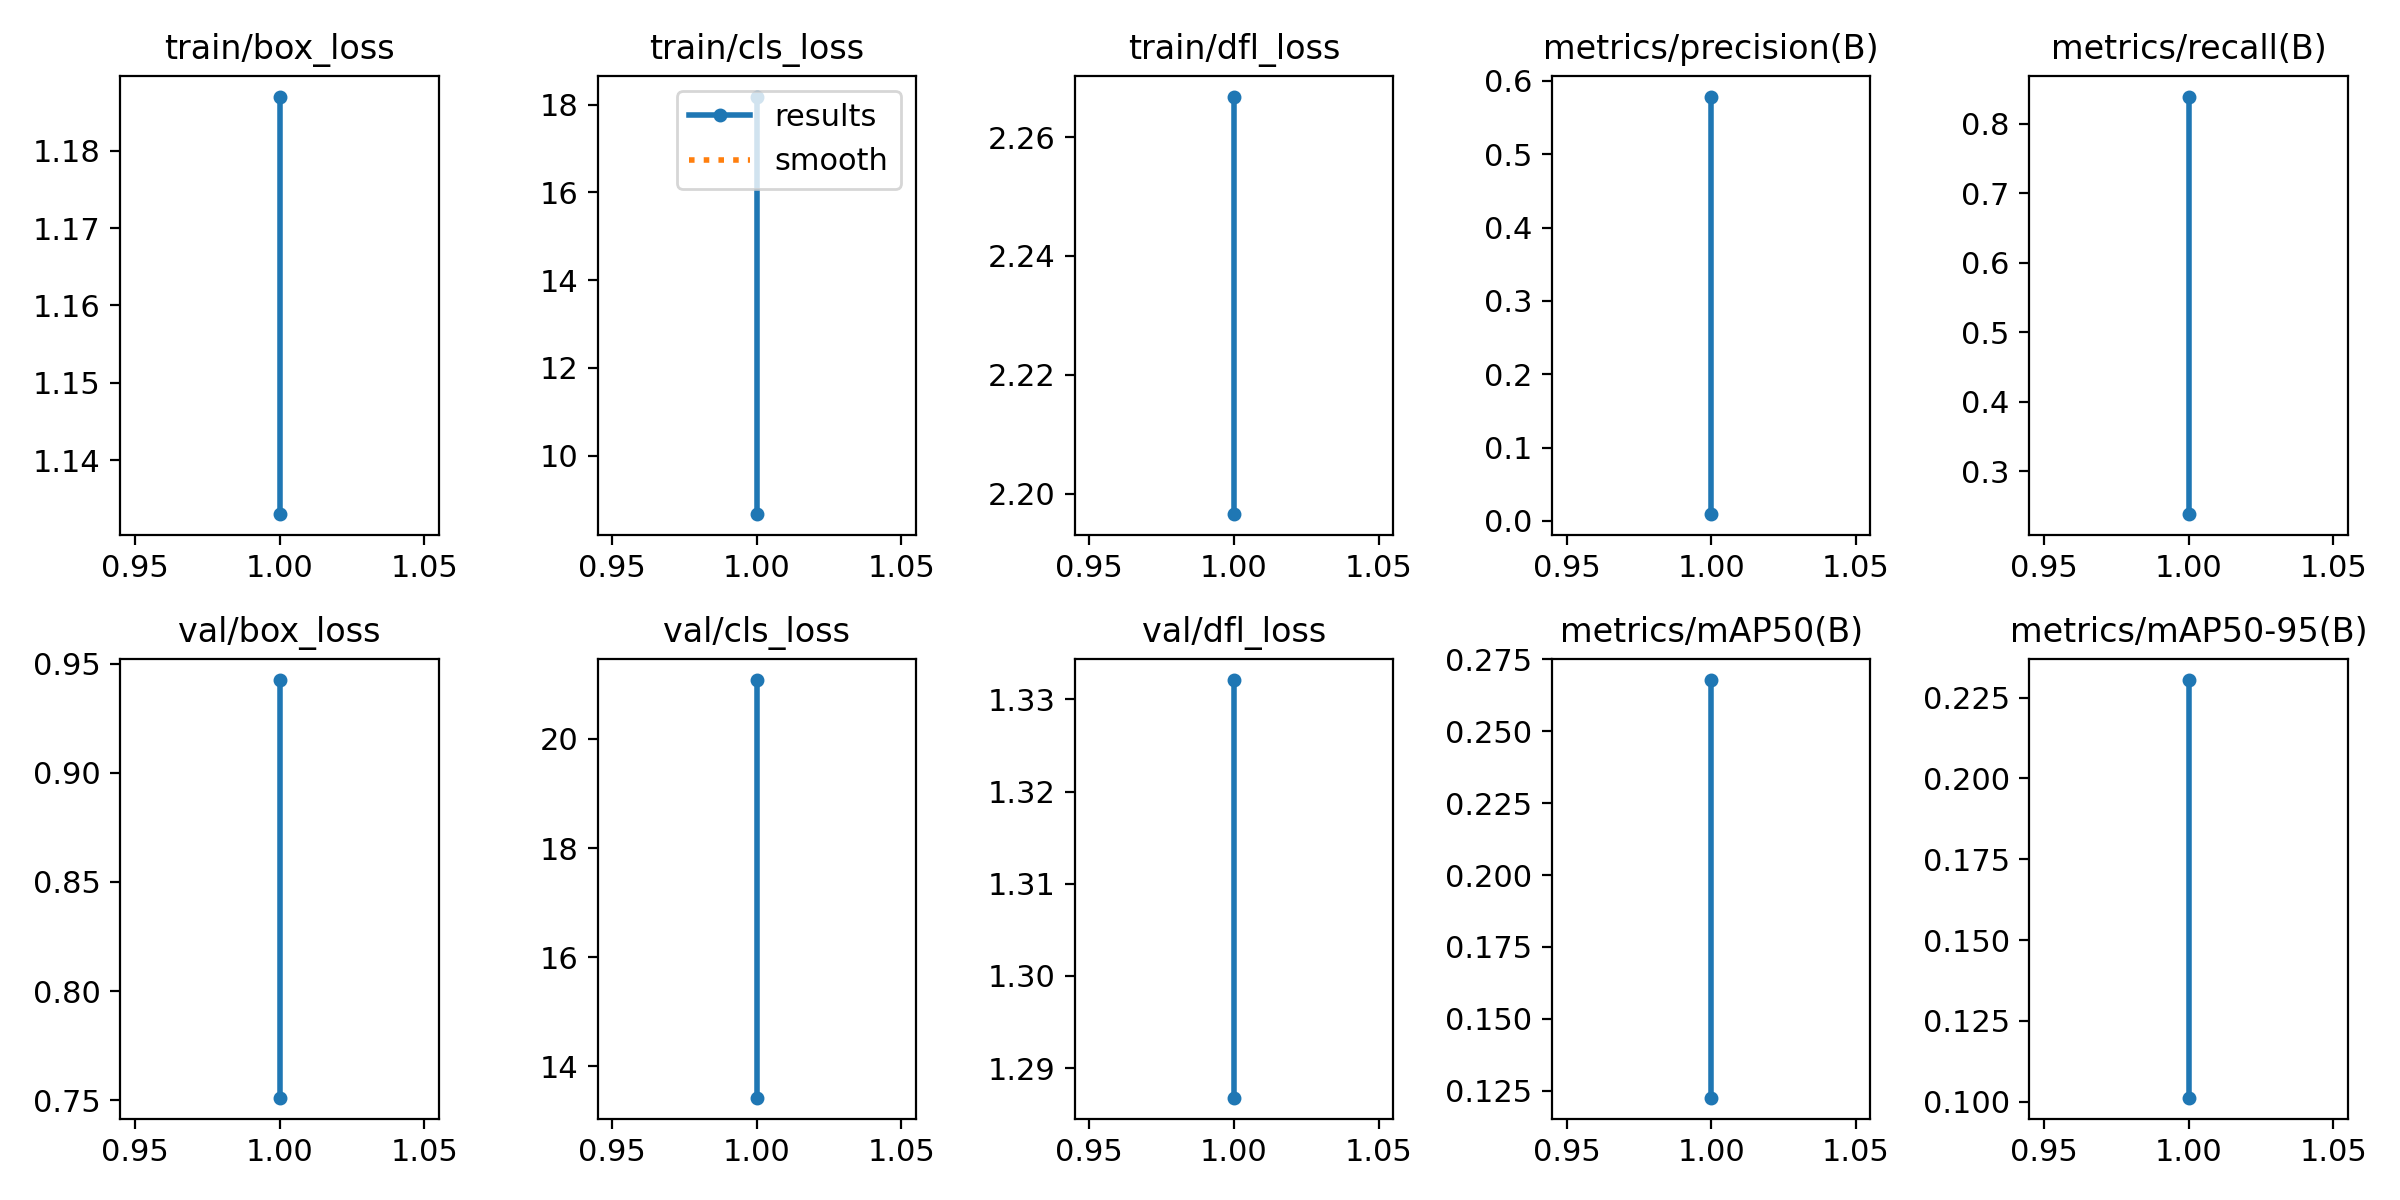 train/box_loss
1.18
1.17
1.16
1.15
1.14
0.95 1.00 1.05
train/cls_loss
18
16
14
12
10
results
smooth
0.95 1.00 1.05
train/dfl_loss
2.26
2.24
2.22
2.20
0.95 1.00 1.05
metrics/precision(B)
0.6
0.5
0.4
0.3
0.2
0.1
0.0
0.95 1.00 1.05
metrics/recall(B)
0.8
0.7
0.6
0.5
0.4
0.3
0.95 1.00 1.05
val/box_loss
0.95
0.90
0.85
0.80
0.75
0.95 1.00 1.05
val/cls_loss
20
18
16
14
0.95 1.00 1.05
val/dfl_loss
1.33
1.32
1.31
1.30
1.29
0.95 1.00 1.05
metrics/mAP50(B)
0.275
0.250
0.225
0.200
0.175
0.150
0.125
0.95 1.00 1.05
metrics/mAP50-95(B)
0.225
0.200
0.175
0.150
0.125
0.100
0.95 1.00 1.05